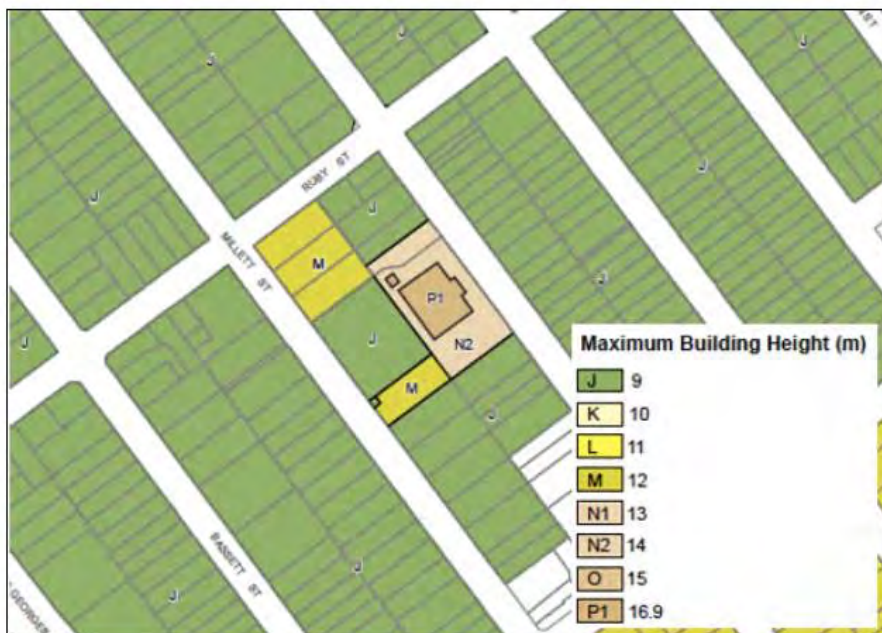 J
J
J
ST
RUBY ST
J
J
J
MILLETT ST
M
P1
J
J
J
N2
M
J
BASSETT ST
J
J
Maximum Building Height (m)
J 9
K 10
L 11
M 12
N1 13
N2 14
O 15
P1 16.9